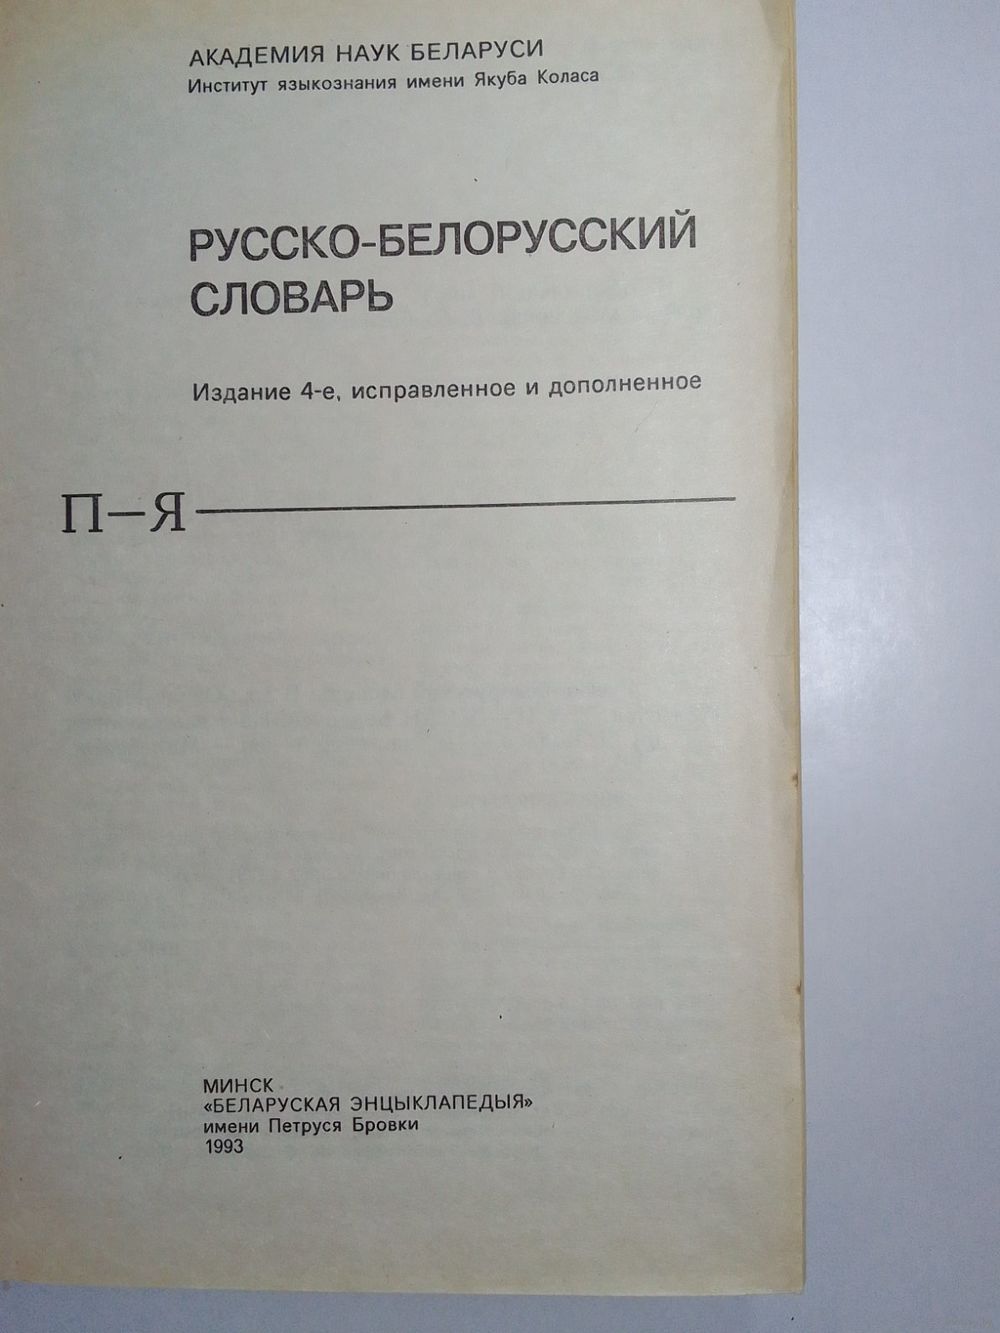 АКАДЕМИЯ НАУК БЕЛАРУСИ
Институт языкознания имени Якуба Коласа
РУССКО-БЕЛОРУССКИЙ
СЛОВАРЬ
Издание 4-е, исправленное и дополненное
П—Я
МИНСК
«БЕЛАРУСКАЯ ЭНЦЫКЛАПЕДЫЯ»
имени Петруся Бровки
1993